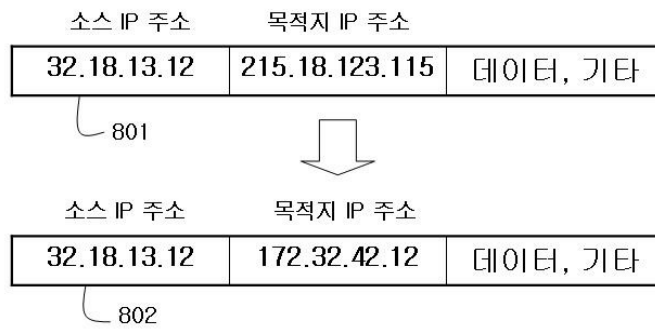 소스 IP 주소 목적지 IP 주소
32.18.13.12 215.18.123.115 데이터, 기타
801
소스 IP 주소 목적지 IP 주소
32.18.13.12 172.32.42.12 데이터, 기타
802